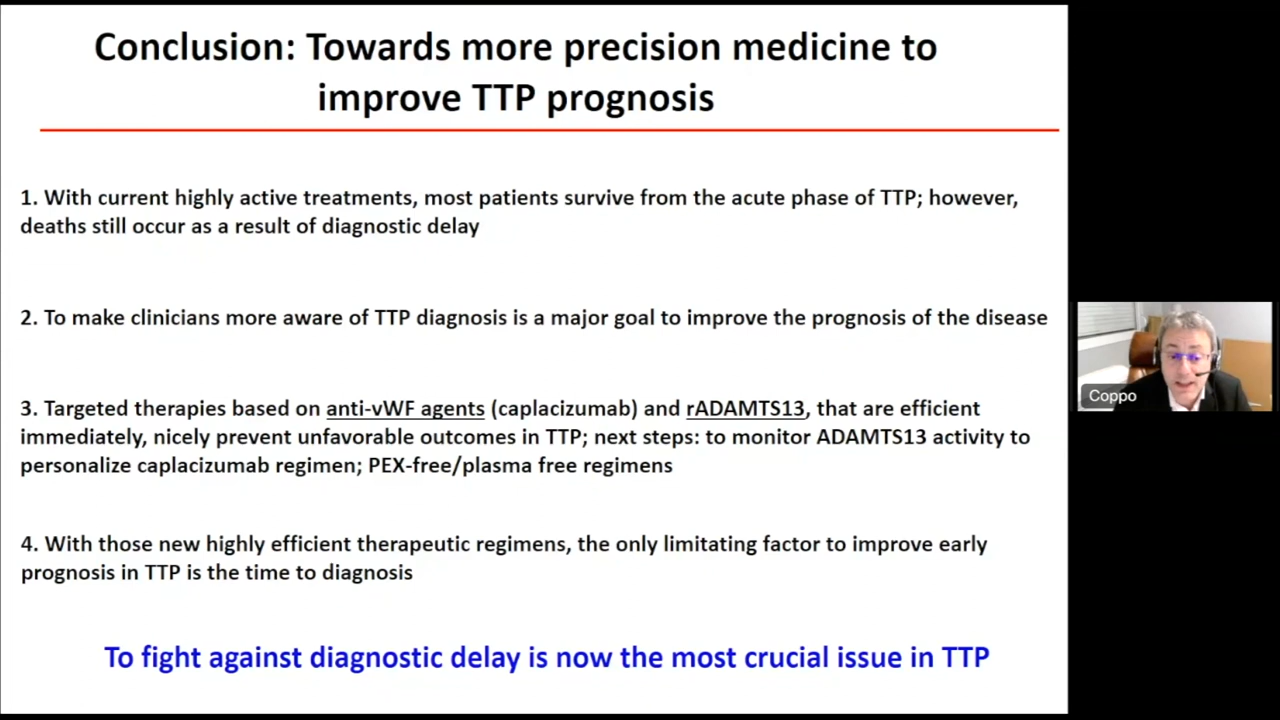 Conclusion: Towards more precision medicine to
improve TTP prognosis
1. With current highly active treatments, most patients survive from the acute phase of TTP; however,
deaths still occur as a result of diagnostic delay
2. To make clinicians more aware of TTP diagnosis is a major goal to improve the prognosis of the disease
3. Targeted therapies based on anti-vWF agents (caplacizumab) and rADAMTS13, that are efficient
immediately, nicely prevent unfavorable outcomes in TTP; next steps: to monitor ADAMTS13 activity to
personalize caplacizumab regimen; PEX-free/plasma free regimens
4. With those new highly efficient therapeutic regimens, the only limitating factor to improve early
prognosis in TTP is the time to diagnosis
To fight against diagnostic delay is now the most crucial issue in TTP
Coppo